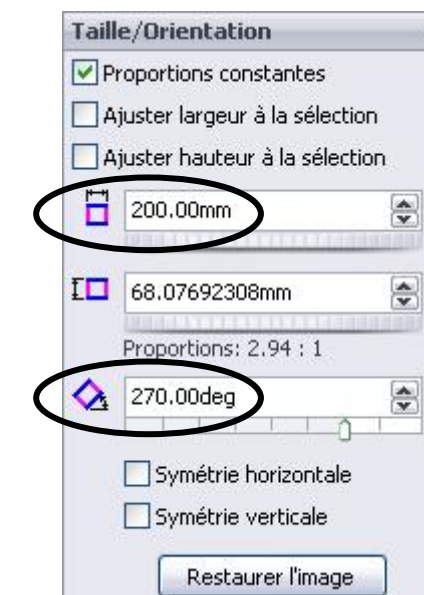 Taille/Orientation
Proportions constantes
Ajuster largeur à la sélection
Ajuster hauteur à la sélection
200.00mm
68.07692308mm
Proportions: 2.94 : 1
270.00deg
Symétrie horizontale
Symétrie verticale
Restaurer l'image